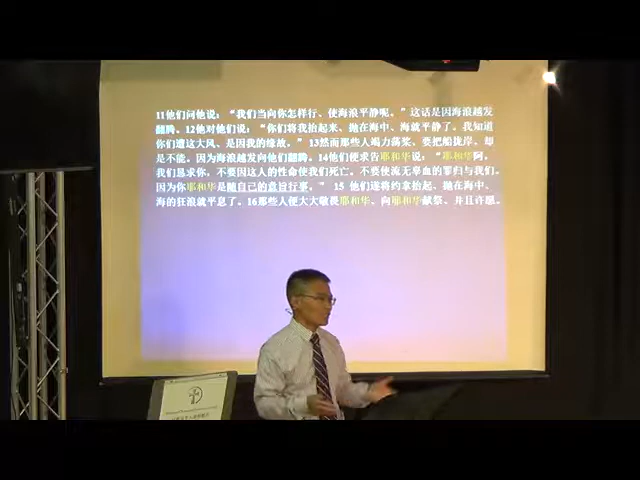 11他们问他说：“我们当向你怎样行、使海浪平静呢。”这话是因海浪越发
翻腾。12他对他们说：“你们将我抬起来、抛在海中、海就平静了。我知道
你们遭这大风、是因我的缘故。”13然而那些人竭力荡桨、要把船拢岸、却
是不能。因为海浪越发向他们翻腾。14他们便求告耶和华说：“耶和华阿、
我们恳求你、不要因这人的性命使我们死亡。不要使流无辜血的罪归与我们。
因为你耶和华是随自己的意旨行事。”15 他们遂将约拿抬起、抛在海中、
海的狂浪就平息了。16那些人便大大敬畏耶和华、向耶和华献祭、并且许愿。